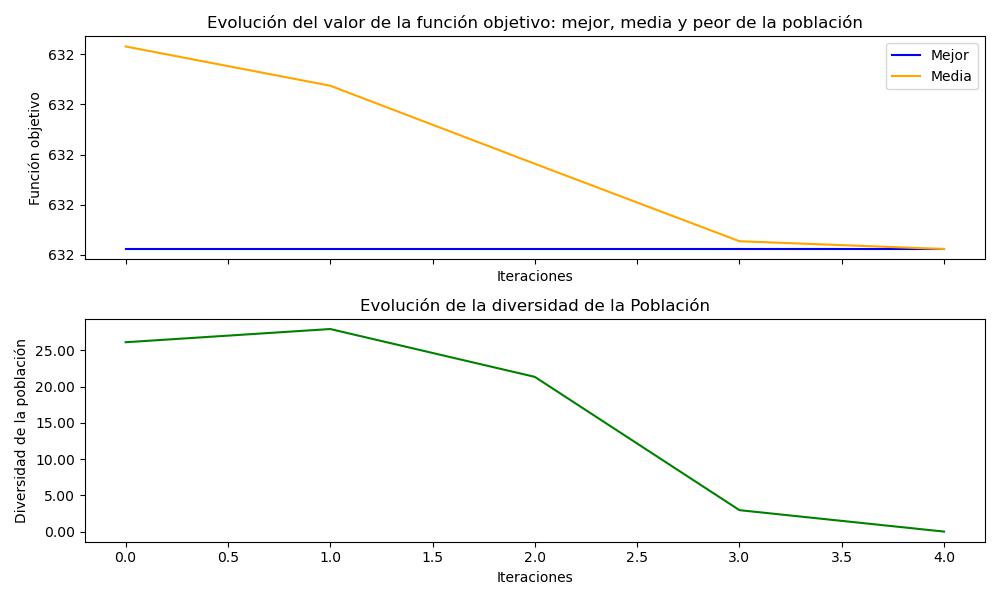 Evolución del valor de la función objetivo: mejor, media y peor de la población
Función objetivo
632
632
632
632
632
Mejor
Media
Iteraciones
Evolución de la diversidad de la Población
Diversidad de la población
25.00
20.00
15.00
10.00
5.00
0.00
0.0 0.5 1.0 1.5 2.0 2.5 3.0 3.5 4.0
Iteraciones